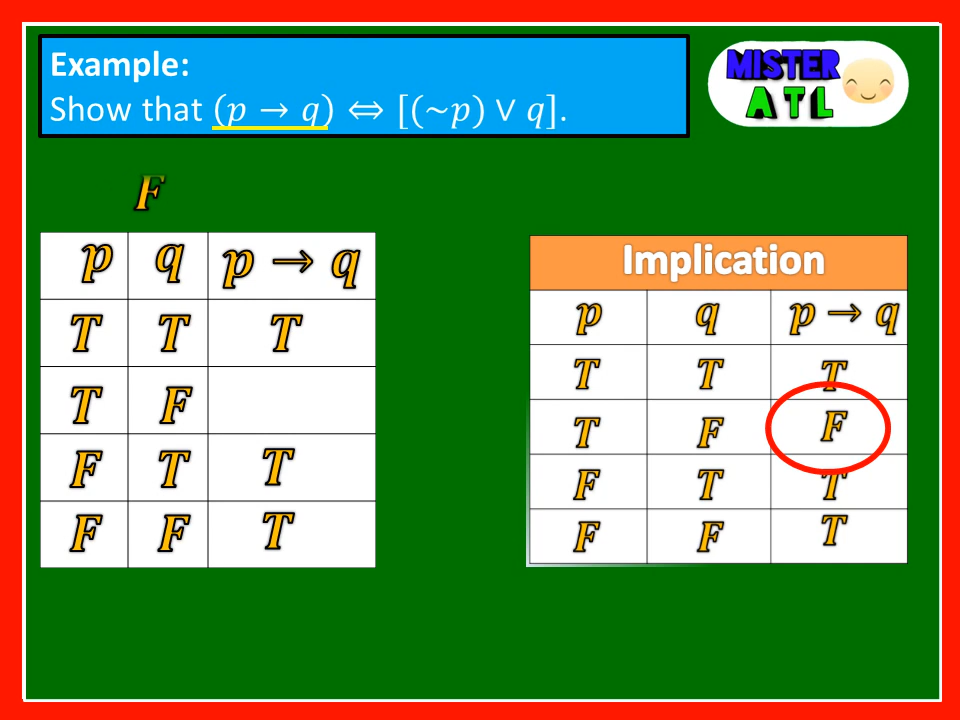 Example:
Show that (𝑝 → 𝑞) ⇔ [(~𝑝) ∨ 𝑞].
MISTER
ATL
F
p q p → q
T T T
T F
F T T
F F T
Implication
p q p → q
T T T
T F F
F T T
F F T